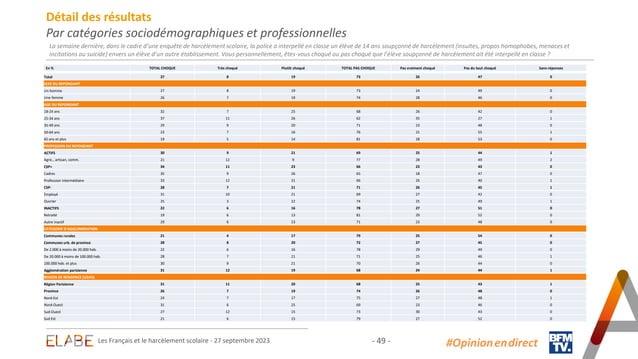 Détail des résultats
Par catégories sociodémographiques et professionnelles
La semaine dernière, dans le cadre d'une enquête de harcèlement scolaire, la police a interpellé en classe un élève de 14 ans soupçonné de harcèlement (insultes, propos homophobes, menaces et
incitations au suicide) envers un élève d'un autre établissement. Vous personnellement, êtes-vous choqué ou pas choqué que l'élève soupçonné de harcèlement ait été interpellé en classe ?
En % TOTAL CHOQUE Très choqué Plutôt choqué TOTAL PAS CHOQUE Pas vraiment choqué Pas du tout choqué Sans réponses
Total 27 8 19 73 26 47 0
SEXE DU REPONDANT
Un homme 27 8 19 73 24 49 0
Une femme 26 7 19 74 28 46 0
AGE DU REPONDANT
18-24 ans 32 7 25 68 26 42 0
25-34 ans 37 11 26 62 35 27 1
35-49 ans 29 9 20 71 23 48 0
50-64 ans 23 7 16 76 21 55 1
65 ans et plus 19 5 14 81 28 53 0
PROFESSION DU REPONDANT
ACTIFS 30 9 21 69 25 44 1
Agri., artisan, comm. 21 12 9 77 28 49 2
CSP+ 34 11 23 66 23 43 0
Cadres 35 9 26 65 18 47 0
Profession intermédiaire 33 12 21 66 26 40 1
CSP- 28 7 21 71 26 45 1
Employé 31 10 21 69 27 42 0
Ouvrier 25 3 22 74 25 49 1
INACTIFS 22 6 16 78 27 51 0
Retraité 19 6 13 81 29 52 0
Autre inactif 29 6 23 71 23 48 0
CATEGORIE D'AGGLOMERATION
Communes rurales 21 4 17 79 25 54 0
Communes urb. de province 28 8 20 72 27 45 0
De 2.000 à moins de 20.000 hab. 22 6 16 78 29 49 0
De 20.000 à moins de 100.000 hab. 28 7 21 71 25 46 1
100.000 hab. et plus 30 9 21 70 26 44 0
Agglomération parisienne 31 12 19 68 24 44 1
REGION DE RESIDENCE (UDA5)
Région Parisienne 31 11 20 68 25 43 1
Province 26 7 19 74 26 48 0
Nord-Est 24 7 17 75 27 48 1
Nord-Ouest 31 6 25 69 23 46 0
Sud-Ouest 27 12 15 73 30 43 0
Sud-Est 21 6 15 79 27 52 0
ELABE Les Français et le harcèlement scolaire - 27 septembre 2023 - 49 - #Opinion en direct BFM TV.